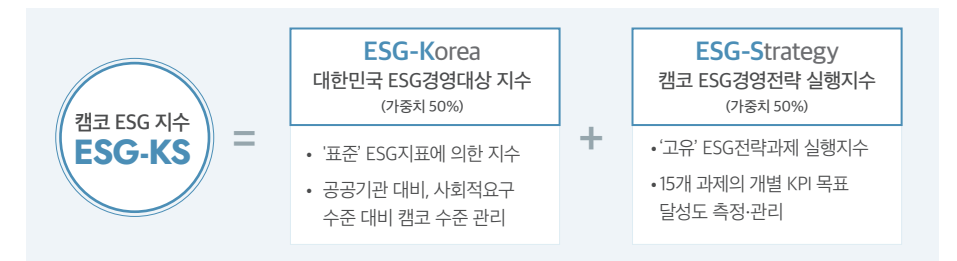 캠코 ESG 지수
ESG-KS
=
ESG-Korea
대한민국 ESG경영대상 지수
(가중치 50%)
• '표준' ESG지표에 의한 지수
• 공공기관 대비, 사회적요구
수준 대비 캠코 수준 관리
+
ESG-Strategy
캠코 ESG경영전략 실행지수
(가중치 50%)
• '고유' ESG전략과제 실행지수
• 15개 과제의 개별 KPI 목표
달성도 측정·관리